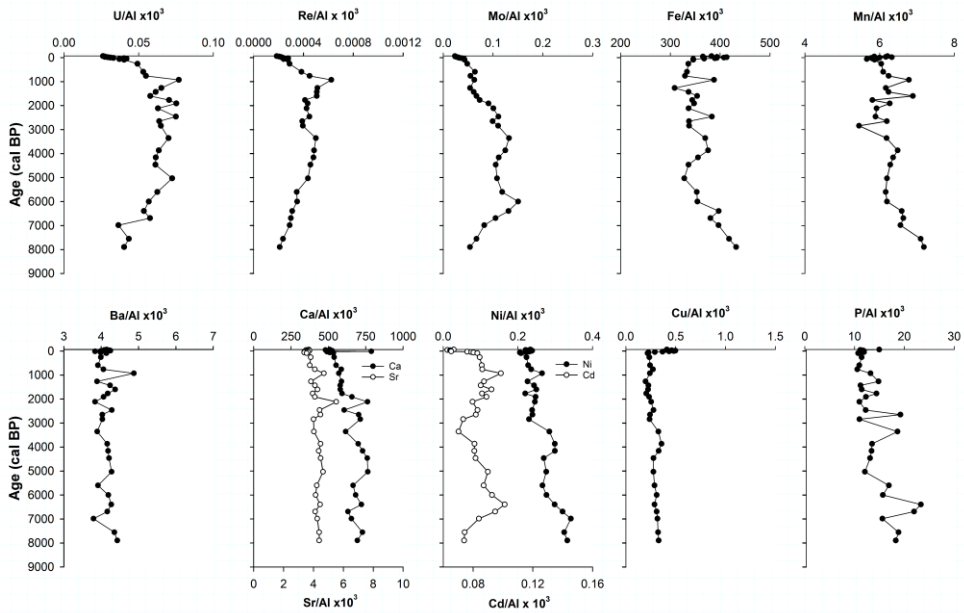 U/Al x10³ Re/Al x 10³ Mo/Al x10³ Fe/Al x10³ Mn/Al x10³
0.00 0.05 0.10 0.0000 0.0004 0.0008 0.0012 0.0 0.1 0.2 0.3 200 300 400 500 4 6 8
0
1000
2000
3000
4000
5000
6000
7000
8000
9000
Age (cal BP)
Ba/Al x10³ Ca/Al x10³ Ni/Al x10³ Cu/Al x10³ P/Al x10³
3 4 5 6 7 0 250 500 750 1000 0.0 0.2 0.4 0.0 0.5 1.0 1.5 0 10 20 30
0
1000
2000
3000
4000
5000
6000
7000
8000
9000
Age (cal BP)
Ca
Sr
Ni
Cd
0 2 4 6 8 10 0.08 0.12 0.16
Sr/Al x10³ Cd/Al x 10³